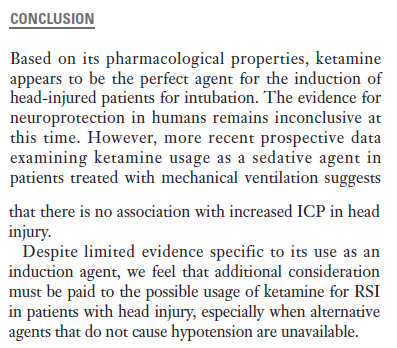 CONCLUSION
Based on its pharmacological properties, ketamine
appears to be the perfect agent for the induction of
head-injured patients for intubation. The evidence for
neuroprotection in humans remains inconclusive at
this time. However, more recent prospective data
examining ketamine usage as a sedative agent in
patients treated with mechanical ventilation suggests
that there is no association with increased ICP in head
injury.
Despite limited evidence specific to its use as an
induction agent, we feel that additional consideration
must be paid to the possible usage of ketamine for RSI
in patients with head injury, especially when alternative
agents that do not cause hypotension are unavailable.